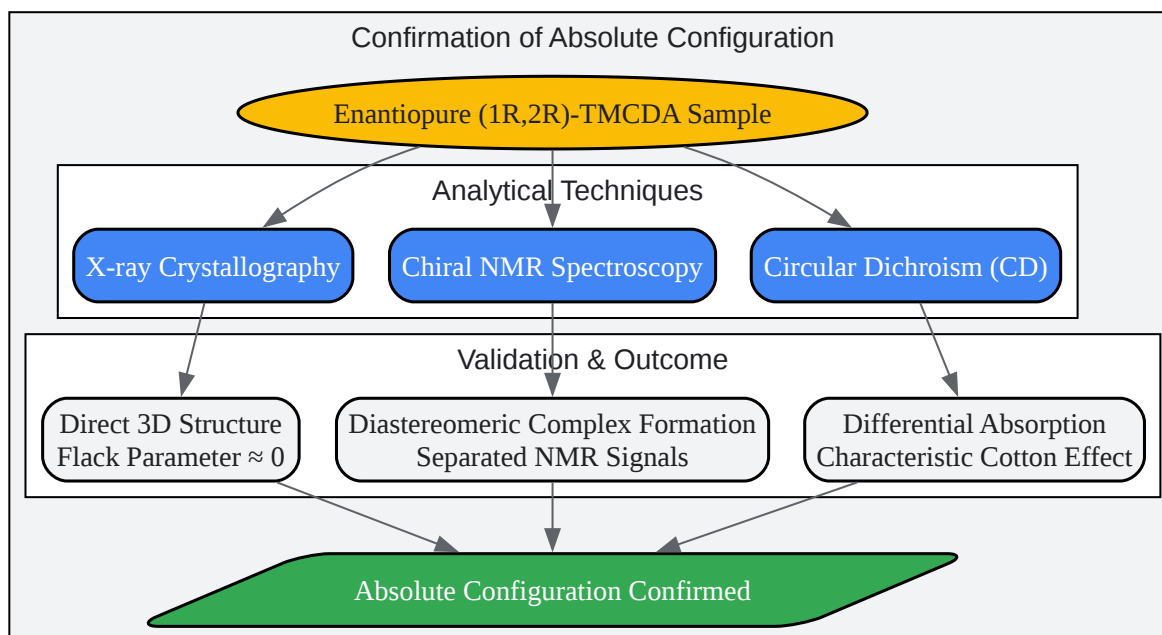 Confirmation of Absolute Configuration
Enantiopure (1R,2R)-TMCDA Sample
Analytical Techniques
X-ray Crystallography
Chiral NMR Spectroscopy
Circular Dichroism (CD)
Validation & Outcome
Direct 3D Structure
Flack Parameter ≈ 0
Diastereomeric Complex Formation
Separated NMR Signals
Differential Absorption
Characteristic Cotton Effect
Absolute Configuration Confirmed